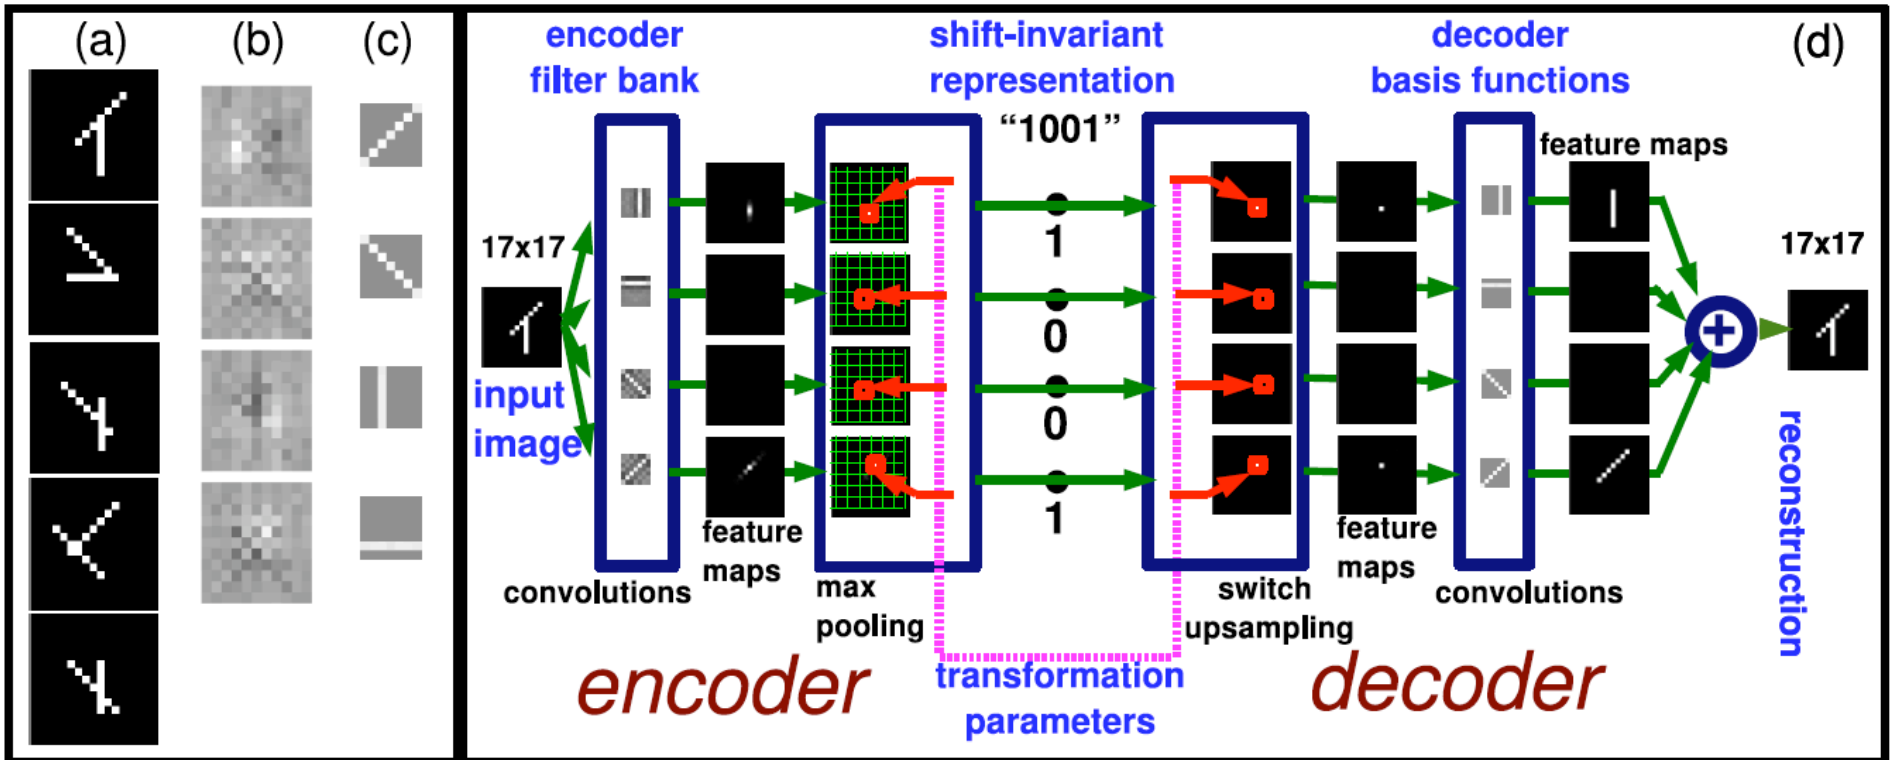 (a)
(b)
(c)
(d)
encoder
filter bank
shift-invariant
representation
decoder
basis functions
"1001"
feature maps
17x17
17x17
1
0
0
1
input
image
feature
maps
feature
maps
convolutions
max
pooling
switch
upsampling
convolutions
reconstruction
encoder
transformation
parameters
decoder